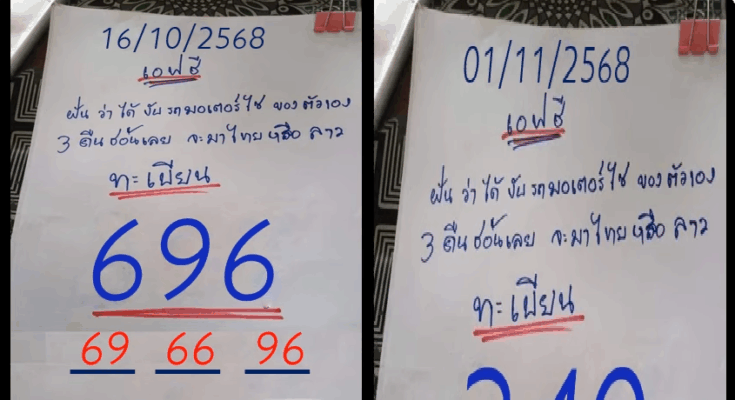 16/10/2568
เอฟซี
ฝัน ว่า ได้ ขับ รถมอเตอร์ไซ ของ ตัวเอง
3 คืน ซ้อนเลย จะมาไทย หรือ ลาว
ทะเบียน
696
69 66 96
01/11/2568
เอฟซี
ฝัน ว่า ได้ ขับ รถมอเตอร์ไซ ของ ตัวเอง
3 คืน ซ้อนเลย จะมาไทย หรือ ลาว
ทะเบียน